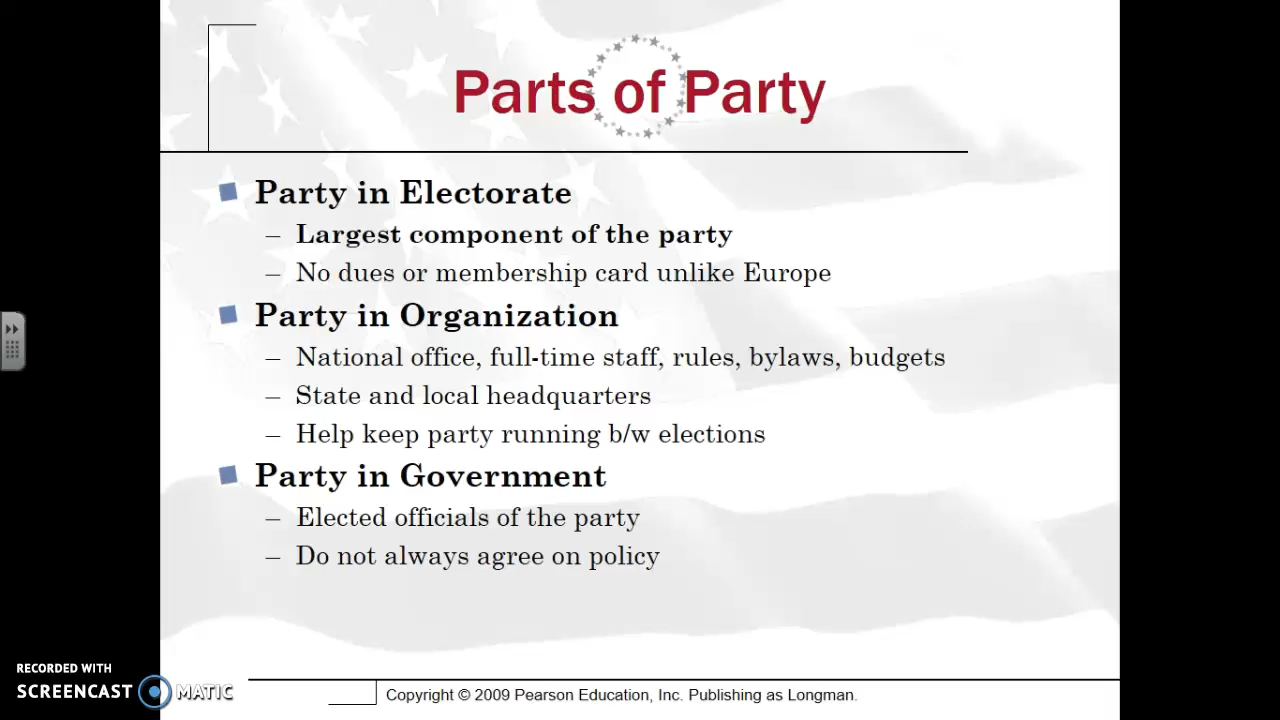 Parts of Party
Party in Electorate
– Largest component of the party
– No dues or membership card unlike Europe
Party in Organization
– National office, full-time staff, rules, bylaws, budgets
– State and local headquarters
– Help keep party running b/w elections
Party in Government
– Elected officials of the party
– Do not always agree on policy
RECORDED WITH
SCREENCAST MATIC
Copyright © 2009 Pearson Education, Inc. Publishing as Longman.